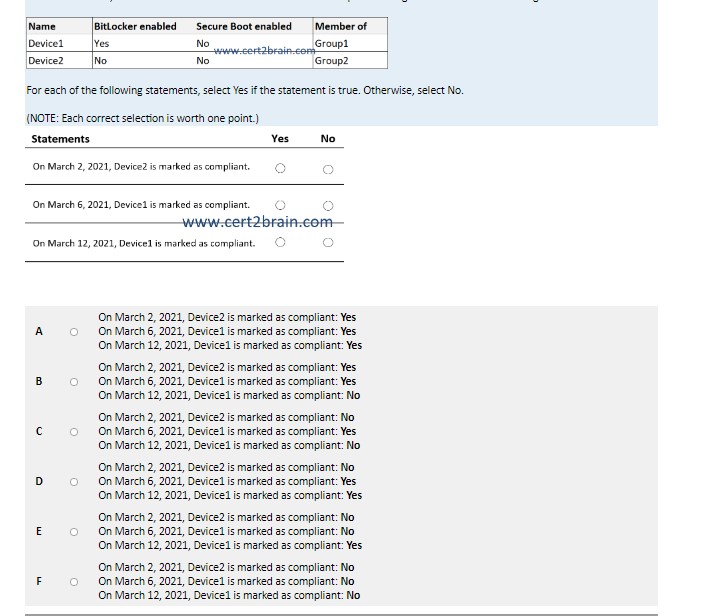 Name BitLocker enabled Secure Boot enabled Member of
Device1 Yes No Group1
www.cert2brain.com
Device2 No No Group2
For each of the following statements, select Yes if the statement is true. Otherwise, select No.
(NOTE: Each correct selection is worth one point.)
Statements Yes No
On March 2, 2021, Device2 is marked as compliant.
On March 6, 2021, Device1 is marked as compliant.
www.cert2brain.com
On March 12, 2021, Device1 is marked as compliant.
On March 2, 2021, Device2 is marked as compliant: Yes
A On March 6, 2021, Device1 is marked as compliant: Yes
On March 12, 2021, Device1 is marked as compliant: Yes
On March 2, 2021, Device2 is marked as compliant: Yes
B On March 6, 2021, Device1 is marked as compliant: Yes
On March 12, 2021, Device1 is marked as compliant: No
On March 2, 2021, Device2 is marked as compliant: No
C On March 6, 2021, Device1 is marked as compliant: Yes
On March 12, 2021, Device1 is marked as compliant: No
On March 2, 2021, Device2 is marked as compliant: No
D On March 6, 2021, Device1 is marked as compliant: Yes
On March 12, 2021, Device1 is marked as compliant: Yes
On March 2, 2021, Device2 is marked as compliant: No
E On March 6, 2021, Device1 is marked as compliant: No
On March 12, 2021, Device1 is marked as compliant: Yes
On March 2, 2021, Device2 is marked as compliant: No
F On March 6, 2021, Device1 is marked as compliant: No
On March 12, 2021, Device1 is marked as compliant: No